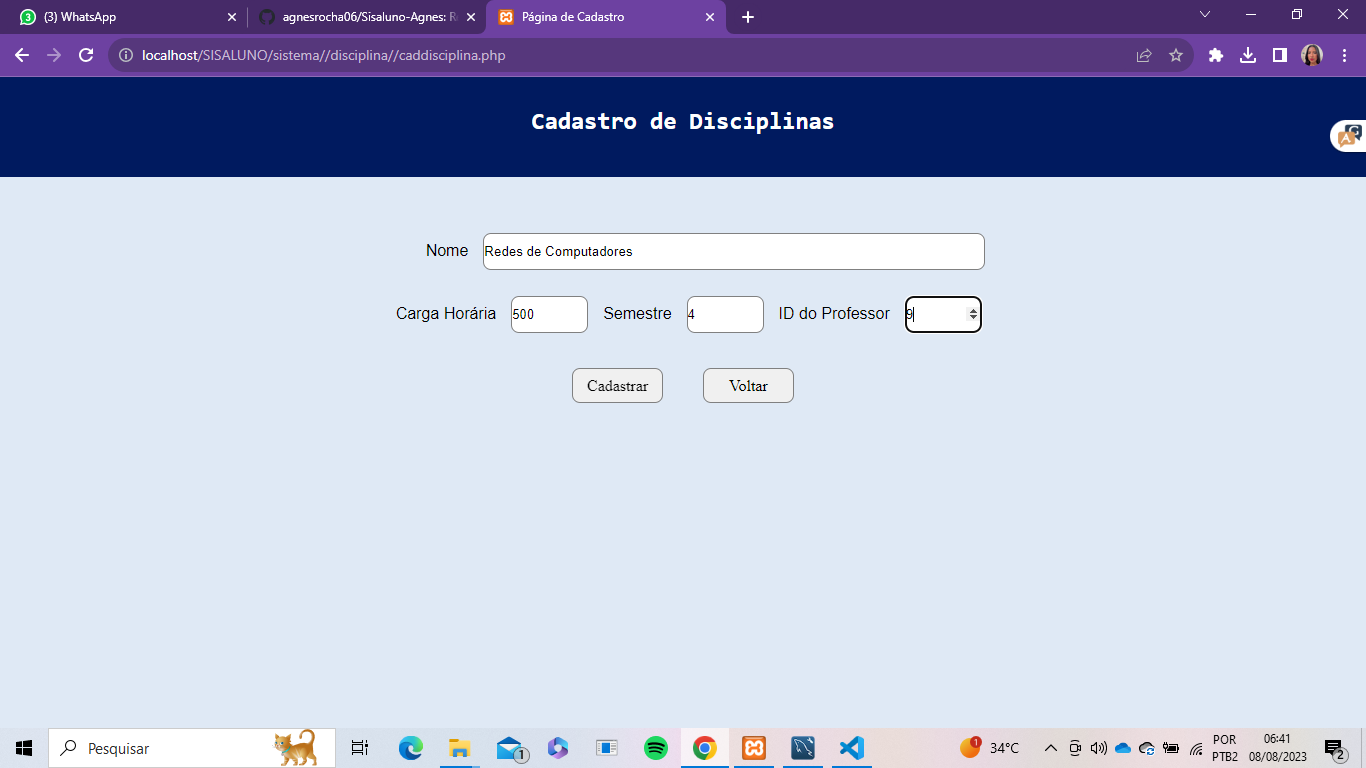 (3) WhatsApp
agnesrocha06/Sisaluno-Agnes: R
Página de Cadastro
localhost/SISALUNO/sistema//disciplina//caddisciplina.php
Cadastro de Disciplinas
Nome Redes de Computadores
Carga Horária 500 Semestre 4 ID do Professor 9
Cadastrar Voltar
Pesquisar
1
1
34°C
POR
PTB2
06:41
08/08/2023
2